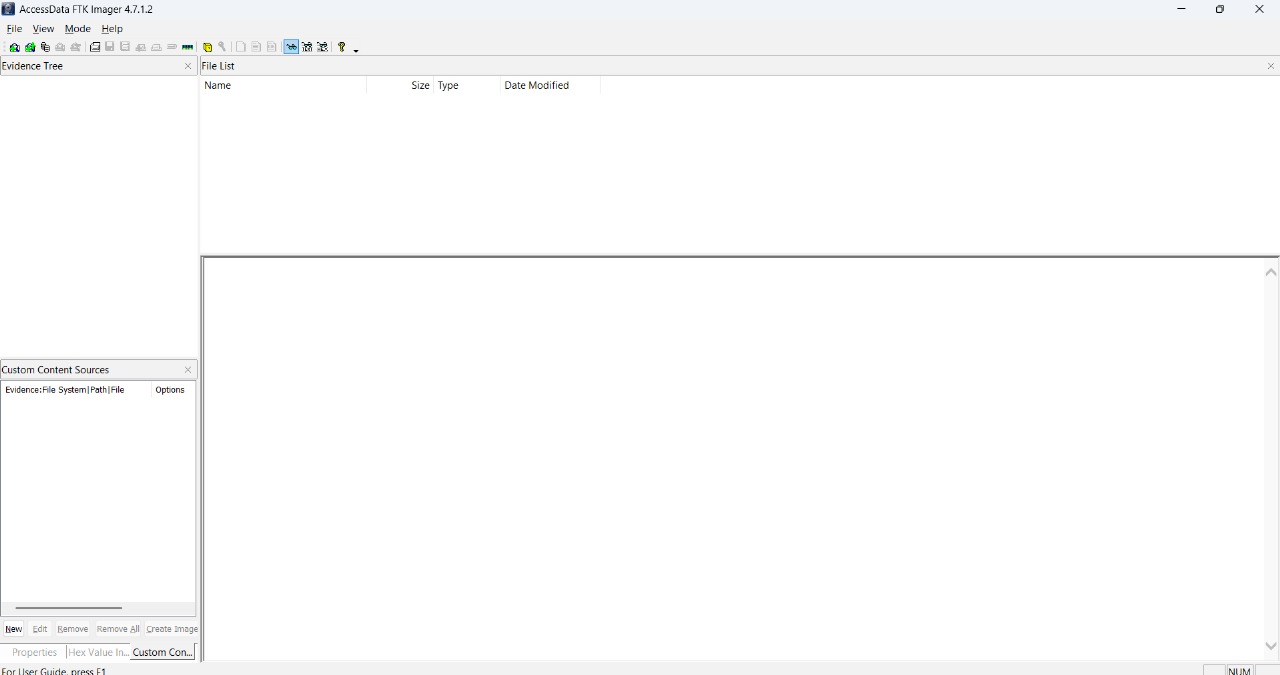 AccessData FTK Imager 4.7.1.2
File View Mode Help
Evidence Tree
File List
Name Size Type Date Modified
Custom Content Sources
Evidence:File System|Path|File Options
New Edit Remove Remove All Create Image
Properties Hex Value In... Custom Con...
For User Guide, press F1
NUM